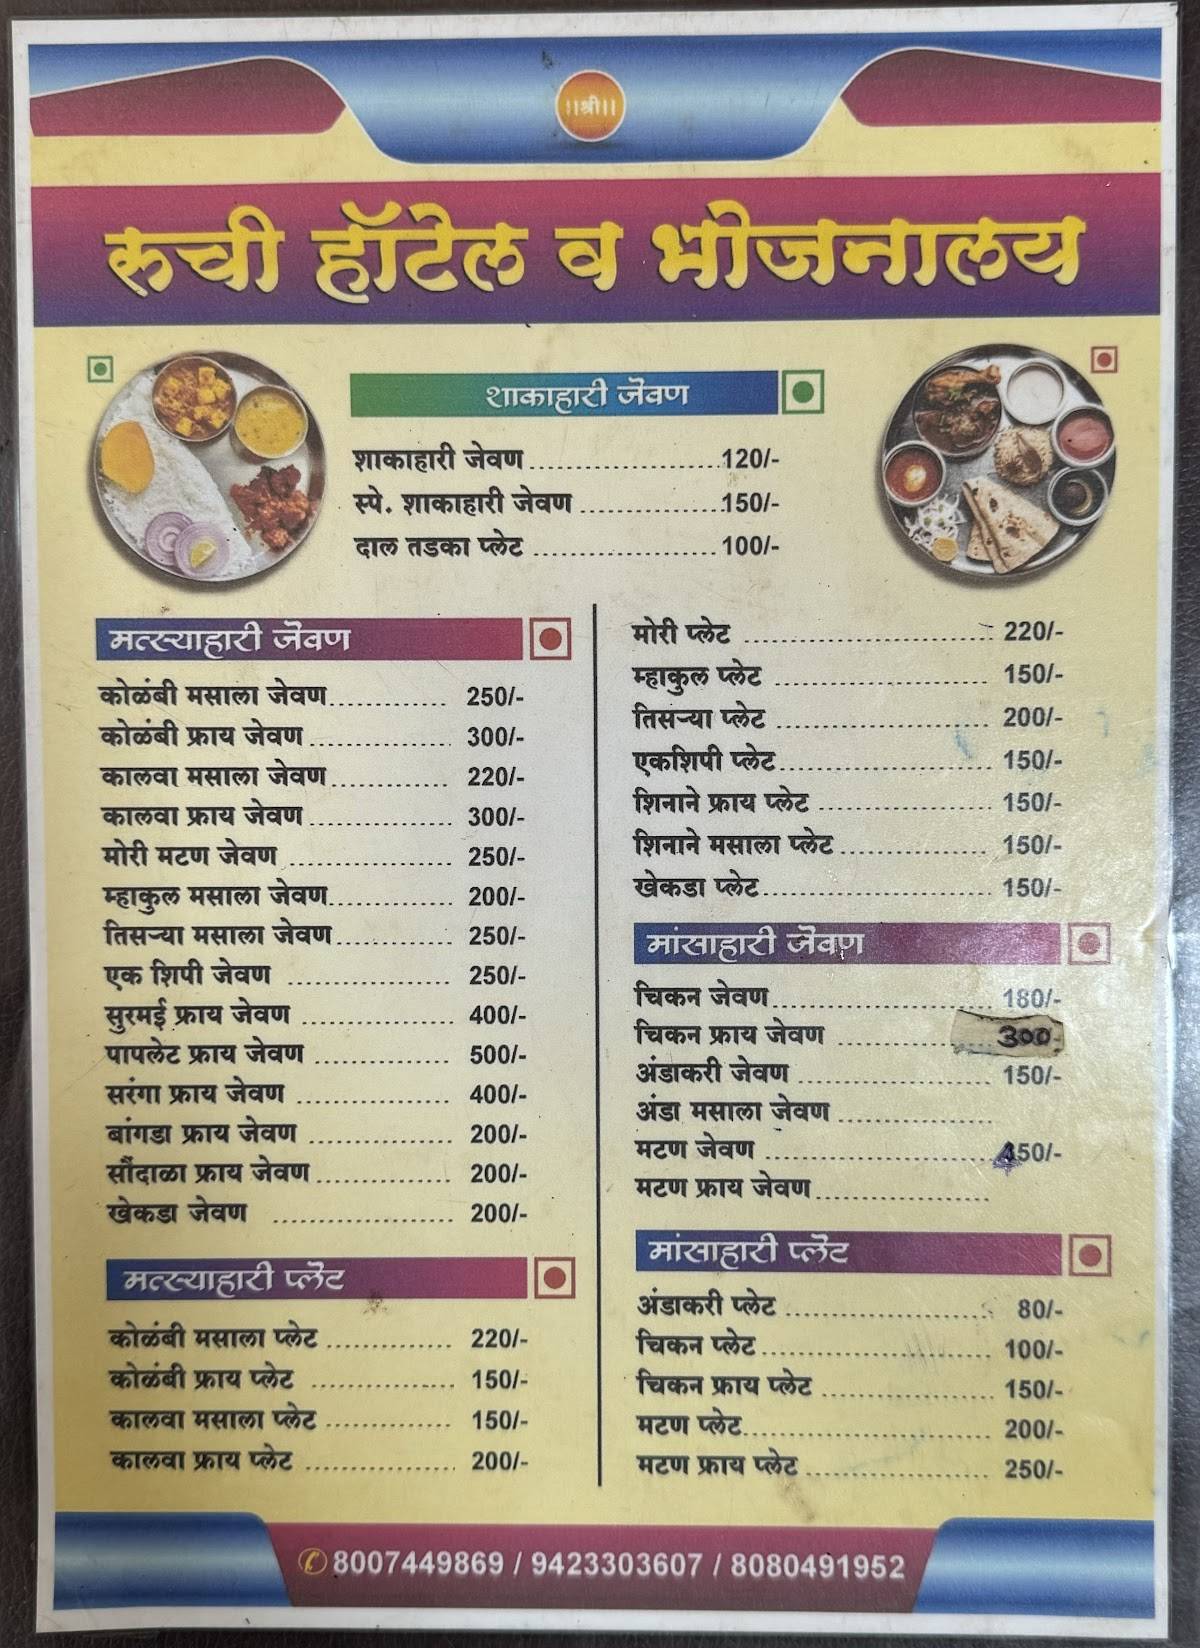 ॥श्री॥
रुची हॉटेल व भोजनालय
शाकाहारी जेवण
शाकाहारी जेवण 120/-
स्पे. शाकाहारी जेवण 150/-
दाल तडका प्लेट 100/-
मत्स्याहारी जेवण
कोळंबी मसाला जेवण 250/-
कोळंबी फ्राय जेवण 300/-
कालवा मसाला जेवण 220/-
कालवा फ्राय जेवण 300/-
मोरी मटण जेवण 250/-
म्हाकुल मसाला जेवण 200/-
तिसऱ्या मसाला जेवण 250/-
एक शिपी जेवण 250/-
सुरमई फ्राय जेवण 400/-
पापलेट फ्राय जेवण 500/-
सरंगा फ्राय जेवण 400/-
बांगडा फ्राय जेवण 200/-
सौंदाळा फ्राय जेवण 200/-
खेकडा जेवण 200/-
मत्स्याहारी प्लेट
कोळंबी मसाला प्लेट 220/-
कोळंबी फ्राय प्लेट 150/-
कालवा मसाला प्लेट 150/-
कालवा फ्राय प्लेट 200/-
मोरी प्लेट 220/-
म्हाकुल प्लेट 150/-
तिसऱ्या प्लेट 200/-
एकशिपी प्लेट 150/-
शिनाने फ्राय प्लेट 150/-
शिनाने मसाला प्लेट 150/-
खेकडा प्लेट 150/-
मांसाहारी जेवण
चिकन जेवण 180/-
चिकन फ्राय जेवण 300
अंडाकरी जेवण 150/-
अंडा मसाला जेवण
मटण जेवण
मटण फ्राय जेवण
मांसाहारी प्लेट
अंडाकरी प्लेट 80/-
चिकन प्लेट 100/-
चिकन फ्राय प्लेट 150/-
मटण प्लेट 200/-
मटण फ्राय प्लेट 250/-
8007449869 / 9423303607 / 8080491952